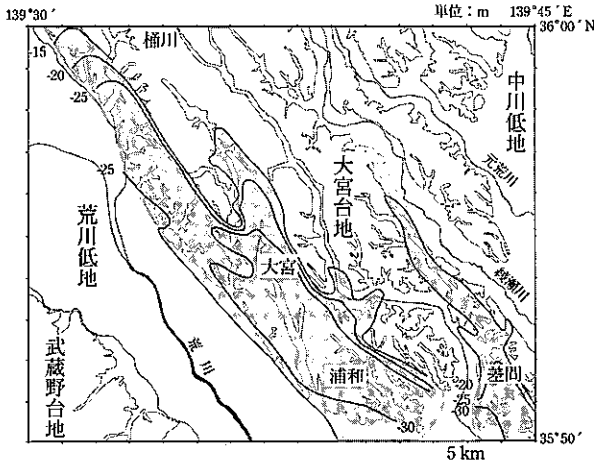 139°30′
単位：m
139°45′E
36°00′N
-15
-20
-25
桶川
中川低地
元荒川
-25
大宮台地
荒川低地
綾瀬川
大宮
荒川
武蔵野台地
浦和
差間
-20
-25
-30
-30
35°50′
5 km